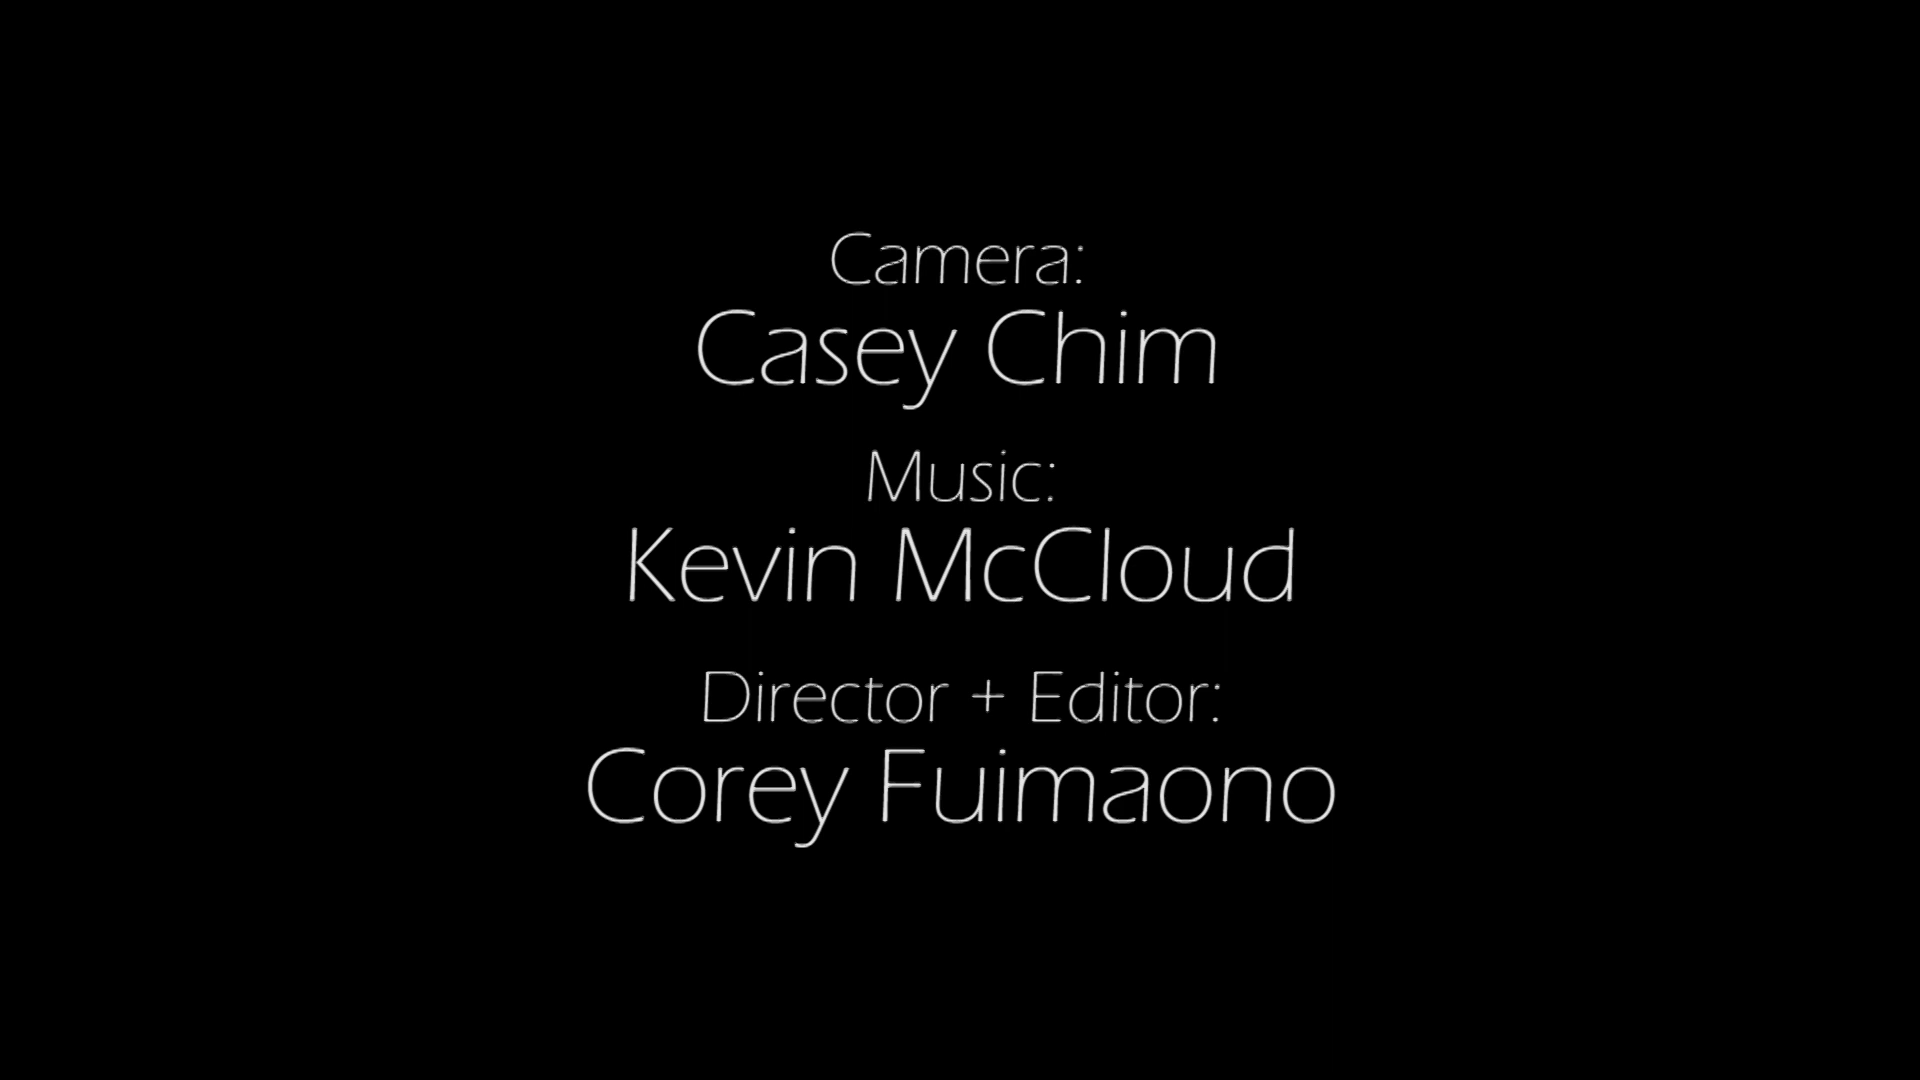 Camera:
Casey Chim
Music:
Kevin McCloud
Director + Editor:
Corey Fuimaono